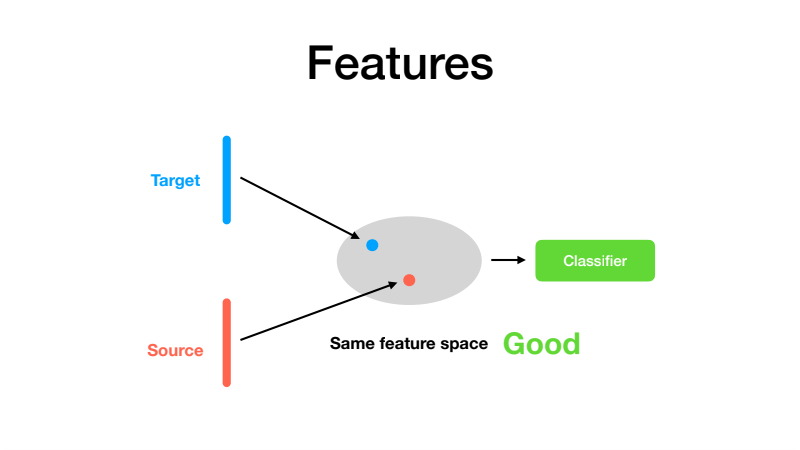 Features
Target
Classifier
Same feature space Good
Source